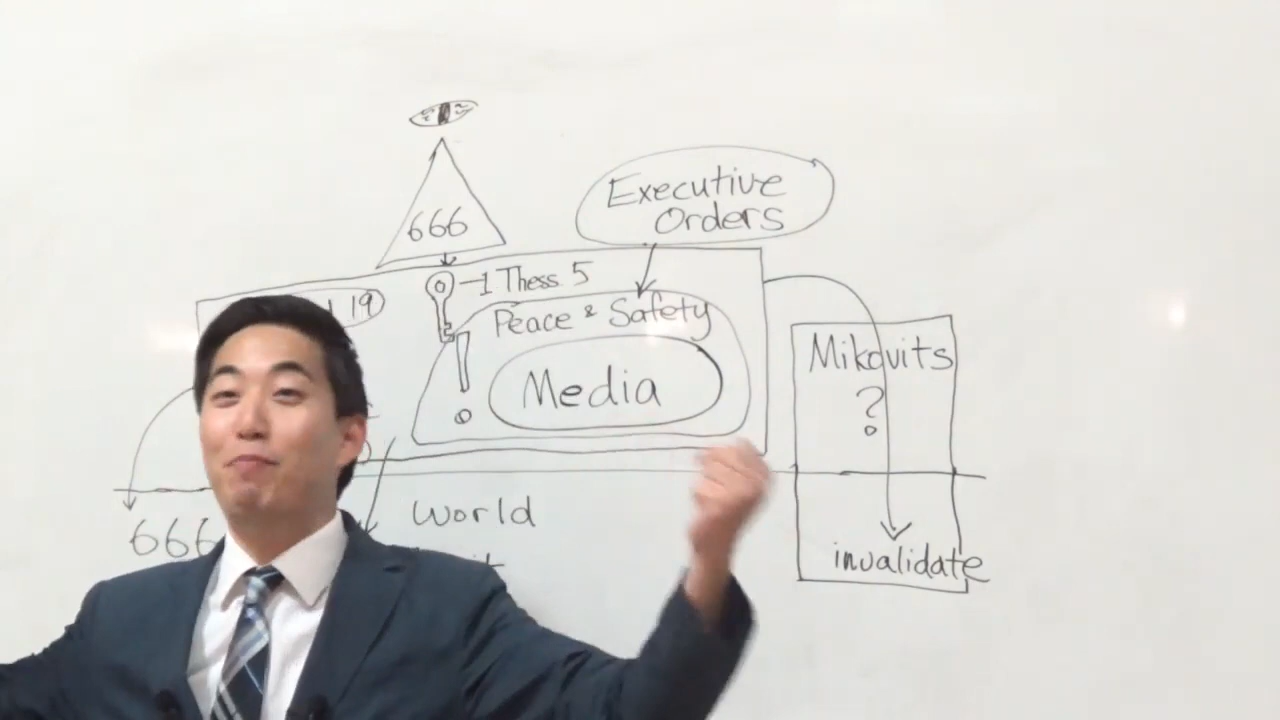 666
Executive
Orders
1 Thess 5
19
Peace & Safety
Media
Mikovits
?
666
World
invalidate